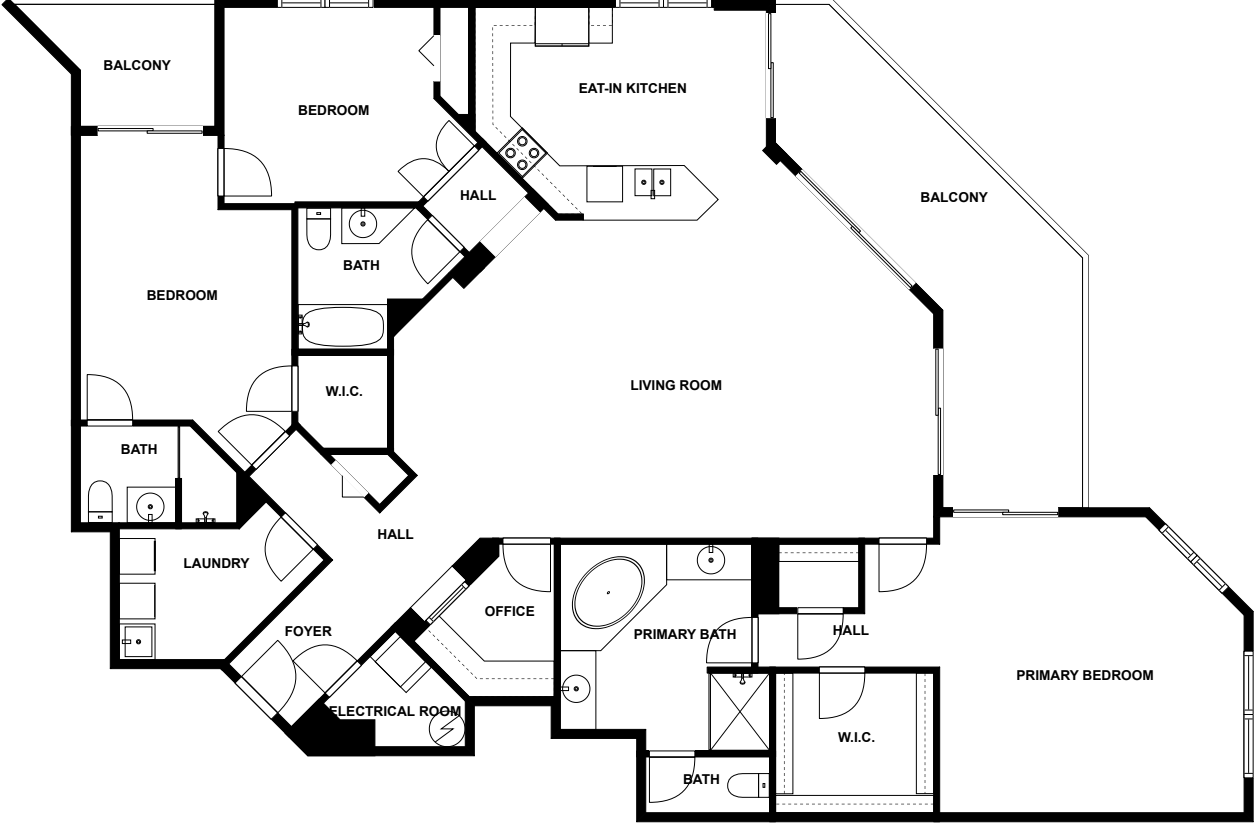 BALCONY
BEDROOM
EAT-IN KITCHEN
HALL
BALCONY
BATH
BEDROOM
W.I.C.
LIVING ROOM
BATH
HALL
LAUNDRY
OFFICE
FOYER
PRIMARY BATH
HALL
PRIMARY BEDROOM
ELECTRICAL ROOM
W.I.C.
BATH